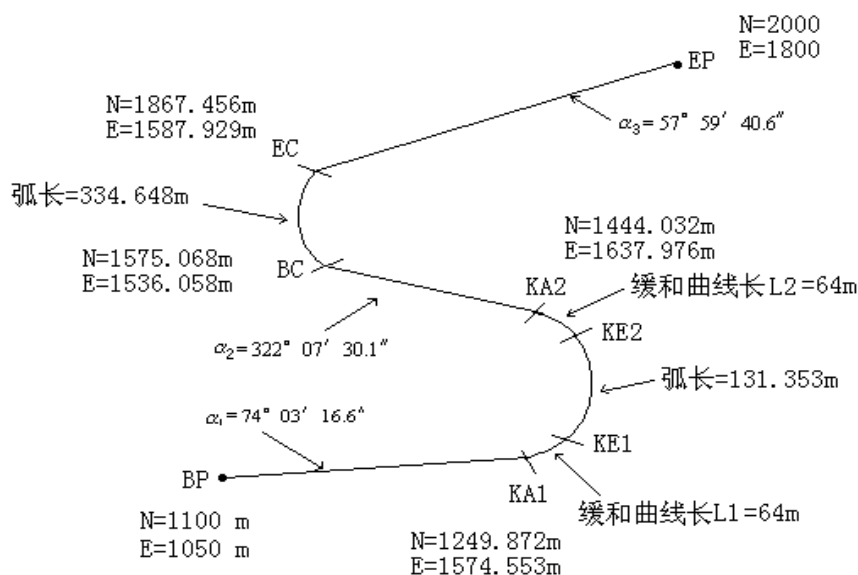 N=2000
E=1800
EP
α₃=57° 59′ 40.6″
N=1867.456m
E=1587.929m
EC
弧长=334.648m
N=1575.068m
E=1536.058m
BC
N=1444.032m
E=1637.976m
KA2
缓和曲线长L2=64m
KE2
α₂=322° 07′ 30.1″
弧长=131.353m
α₁=74° 03′ 16.6″
KE1
BP
KA1
缓和曲线长L1=64m
N=1100 m
E=1050 m
N=1249.872m
E=1574.553m